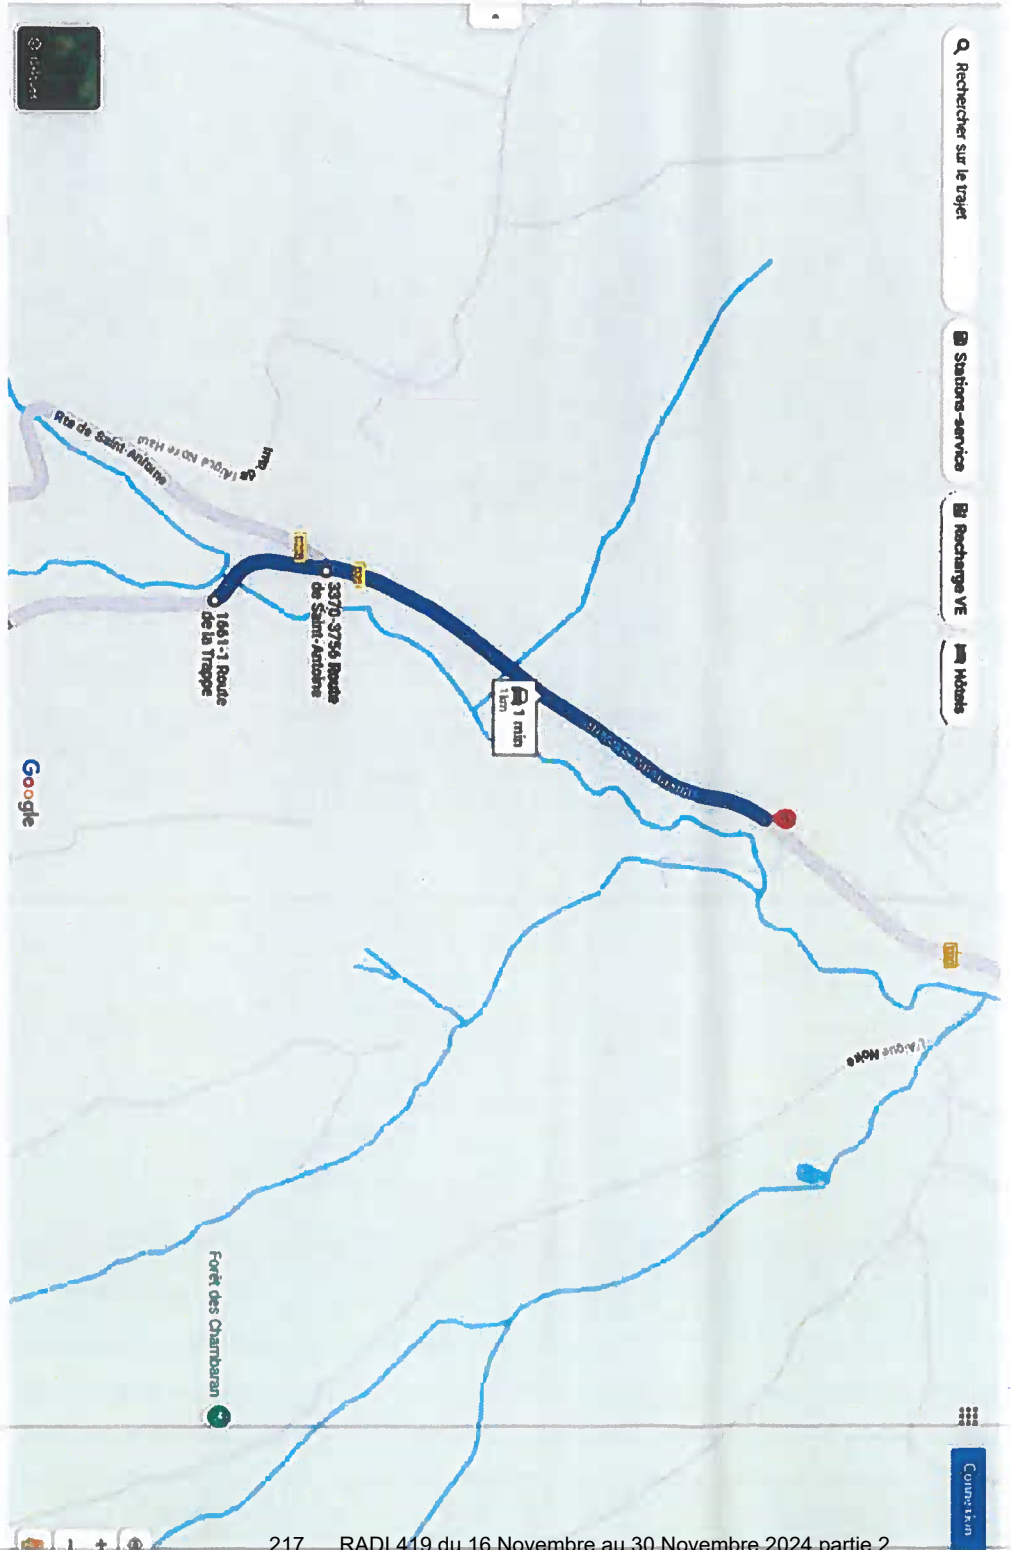 Rechercher sur le trajet
Stations-service
Recharge VE
Hôtels
Connexion
L'Aigue Noire
1 min
1 km
3370-3756 Route
de Saint-Antoine
1661-1 Route
de la Trappe
Imp. de
l'Aigue Noire Haut
Rte de Saint-Antoine
Forêt des Chambaran
Google
217 RADI 419 du 16 Novembre au 30 Novembre 2024 partie 2